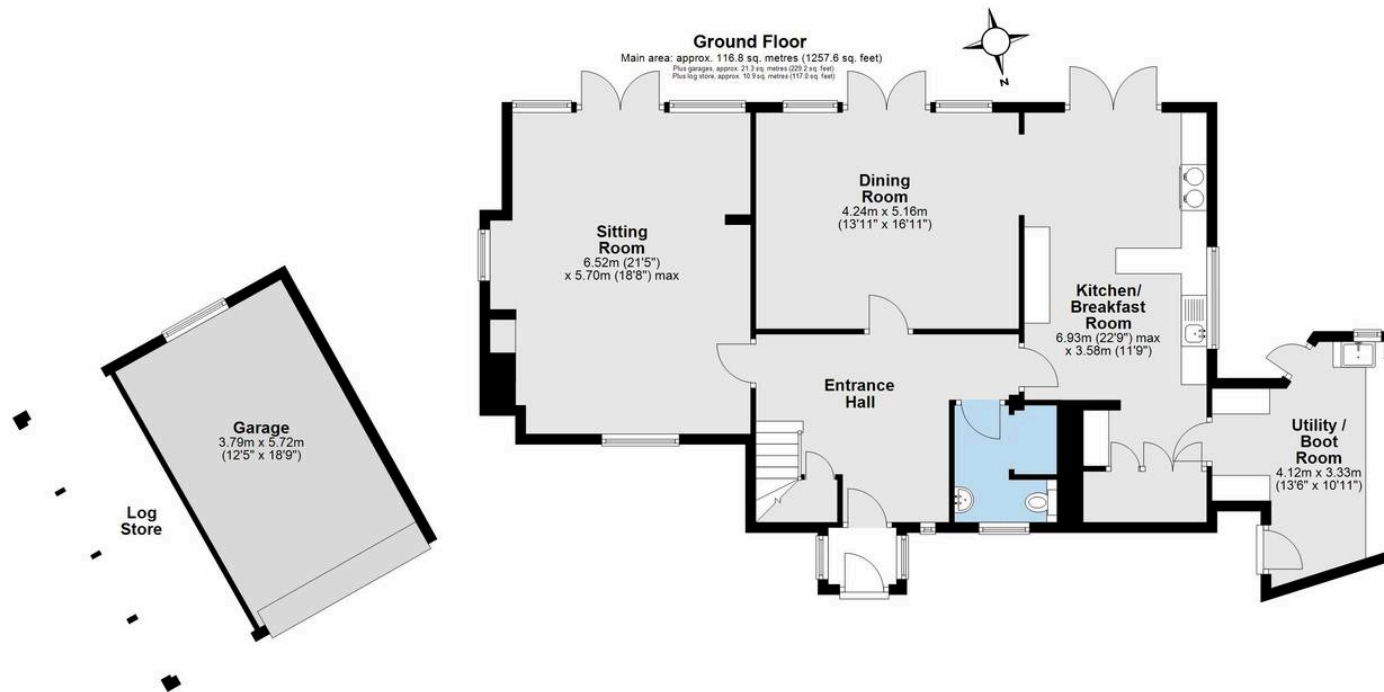 Ground Floor
Main area: approx. 116.8 sq. metres (1257.6 sq. feet)
Plus garages, approx. 21.3 sq. metres (229.2 sq. feet)
Plus log store, approx. 10.9 sq. metres (117.0 sq. feet)
N
Dining
Room
4.24m x 5.16m
(13'11" x 16'11")
Sitting
Room
6.52m (21'5")
x 5.70m (18'8") max
Kitchen/
Breakfast
Room
6.93m (22'9") max
x 3.58m (11'9")
Entrance
Hall
Utility /
Boot
Room
4.12m x 3.33m
(13'6" x 10'11")
Garage
3.79m x 5.72m
(12'5" x 18'9")
Log
Store